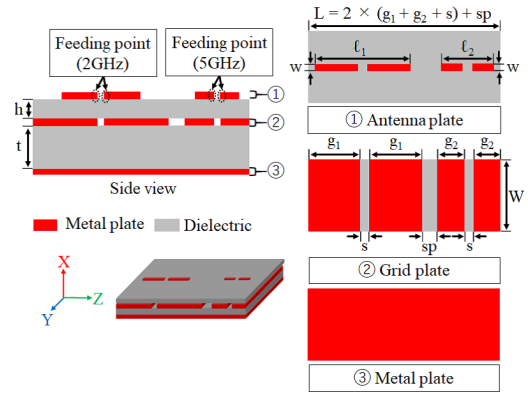 Feeding point
(2GHz)
Feeding point
(5GHz)
①
h
②
t
③
Side view
Metal plate
Dielectric
X
Z
Y
L = 2 × (g₁ + g₂ + s) + sp
ℓ₁
ℓ₂
w
w
① Antenna plate
g₁
g₁
g₂
g₂
W
s
sp
s
② Grid plate
③ Metal plate